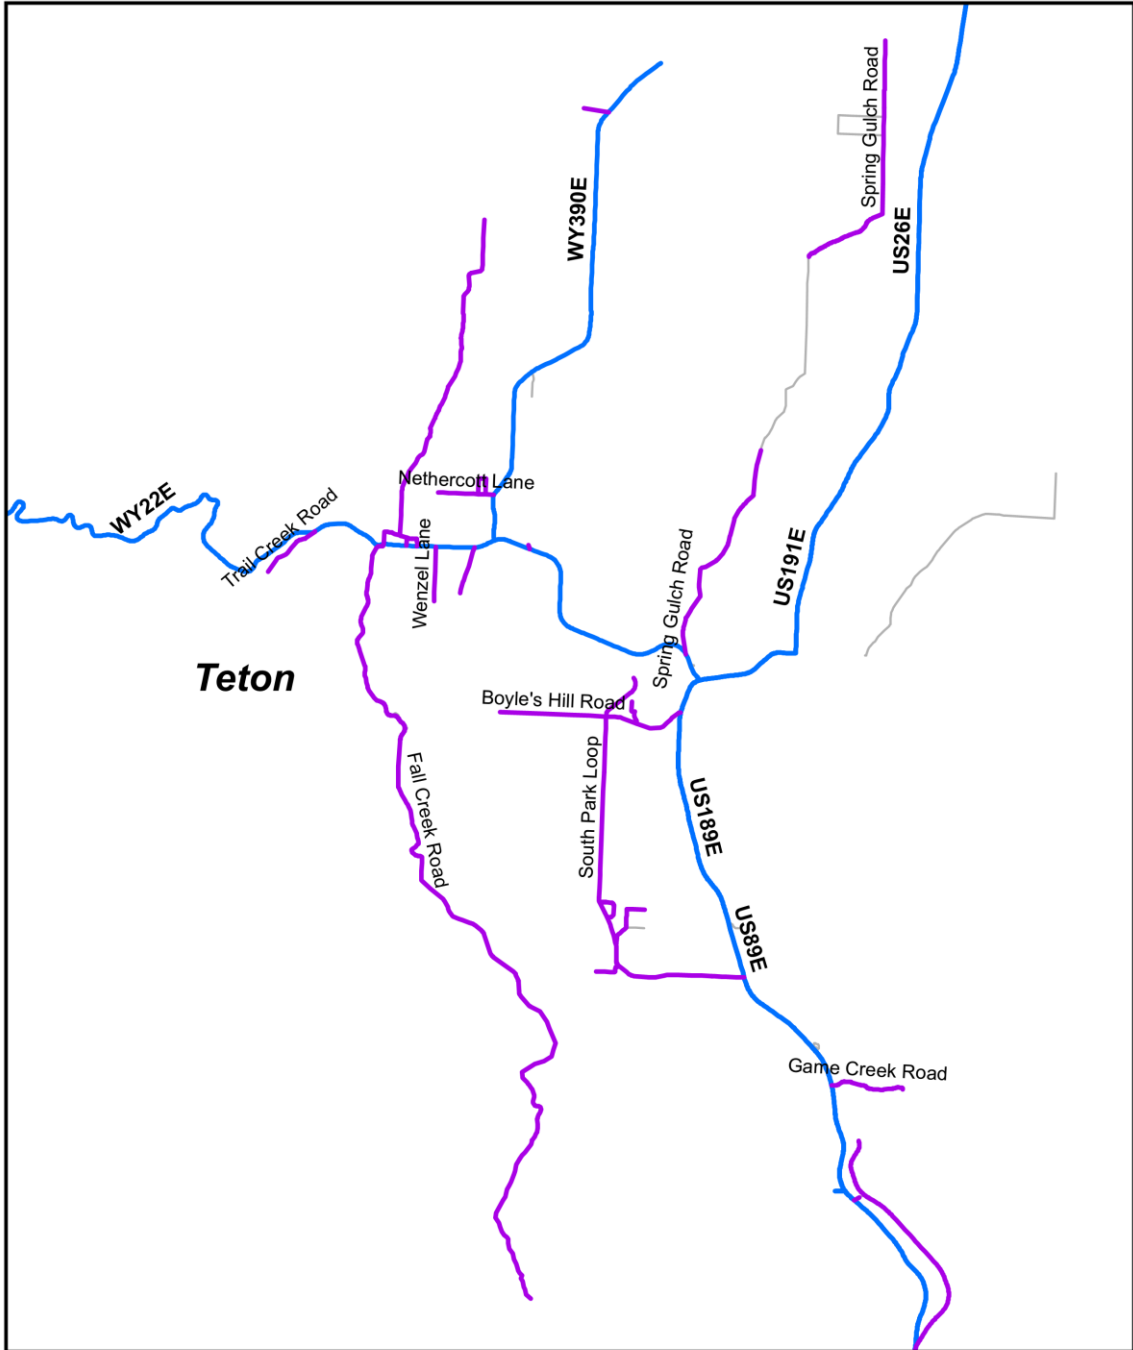 Spring Gulch Road
WY390E
US26E
Nethercott Lane
WY22E
Trail Creek Road
Wenzel Lane
US191E
Spring Gulch Road
Teton
Boyle's Hill Road
South Park Loop
Fall Creek Road
US189E
US89E
Game Creek Road